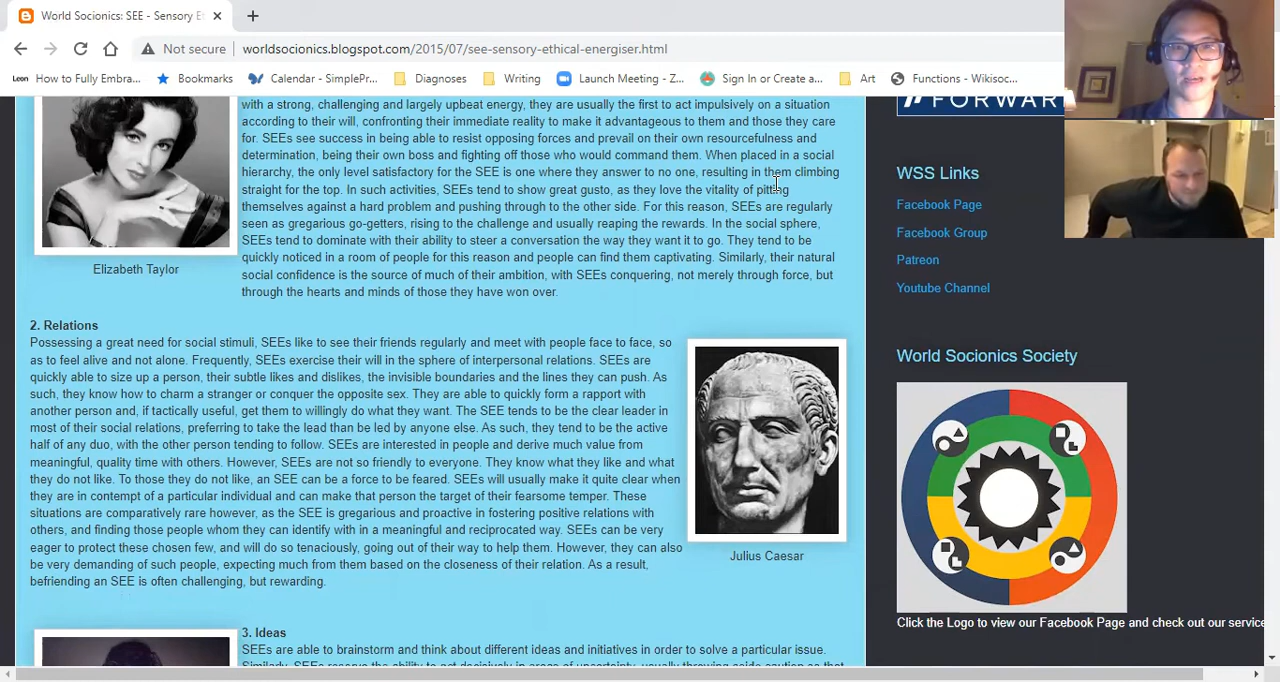 World Socionics: SEE - Sensory E
Not secure
worldsocionics.blogspot.com/2015/07/see-sensory-ethical-energiser.html
Leon How to Fully Embra...
Bookmarks
Calendar - SimplePr...
Diagnoses
Writing
Launch Meeting - Z...
Sign In or Create a...
Art
Functions - Wikisoc...
with a strong, challenging and largely upbeat energy, they are usually the first to act impulsively on a situation
according to their will, confronting their immediate reality to make it advantageous to them and those they care
for. SEEs see success in being able to resist opposing forces and prevail on their own resourcefulness and
determination, being their own boss and fighting off those who would command them. When placed in a social
hierarchy, the only level satisfactory for the SEE is one where they answer to no one, resulting in them climbing
straight for the top. In such activities, SEEs tend to show great gusto, as they love the vitality of pitting
themselves against a hard problem and pushing through to the other side. For this reason, SEEs are regularly
seen as gregarious go-getters, rising to the challenge and usually reaping the rewards. In the social sphere,
SEEs tend to dominate with their ability to steer a conversation the way they want it to go. They tend to be
quickly noticed in a room of people for this reason and people can find them captivating. Similarly, their natural
social confidence is the source of much of their ambition, with SEEs conquering, not merely through force, but
through the hearts and minds of those they have won over.
Elizabeth Taylor
2. Relations
Possessing a great need for social stimuli, SEEs like to see their friends regularly and meet with people face to face, so
as to feel alive and not alone. Frequently, SEEs exercise their will in the sphere of interpersonal relations. SEEs are
quickly able to size up a person, their subtle likes and dislikes, the invisible boundaries and the lines they can push. As
such, they know how to charm a stranger or conquer the opposite sex. They are able to quickly form a rapport with
another person and, if tactically useful, get them to willingly do what they want. The SEE tends to be the clear leader in
most of their social relations, preferring to take the lead than be led by anyone else. As such, they tend to be the active
half of any duo, with the other person tending to follow. SEEs are interested in people and derive much value from
meaningful, quality time with others. However, SEEs are not so friendly to everyone. They know what they like and what
they do not like. To those they do not like, an SEE can be a force to be feared. SEEs will usually make it quite clear when
they are in contempt of a particular individual and can make that person the target of their fearsome temper. These
situations are comparatively rare however, as the SEE is gregarious and proactive in fostering positive relations with
others, and finding those people whom they can identify with in a meaningful and reciprocated way. SEEs can be very
eager to protect these chosen few, and will do so tenaciously, going out of their way to help them. However, they can also
be very demanding of such people, expecting much from them based on the closeness of their relation. As a result,
befriending an SEE is often challenging, but rewarding.
Julius Caesar
3. Ideas
SEEs are able to brainstorm and think about different ideas and initiatives in order to solve a particular issue.
Similarly, SEEs reserve the ability to act decisively in areas of uncertainty, usually throwing aside caution so that
FORWAR
WSS Links
Facebook Page
Facebook Group
Patreon
Youtube Channel
World Socionics Society
Click the Logo to view our Facebook Page and check out our service